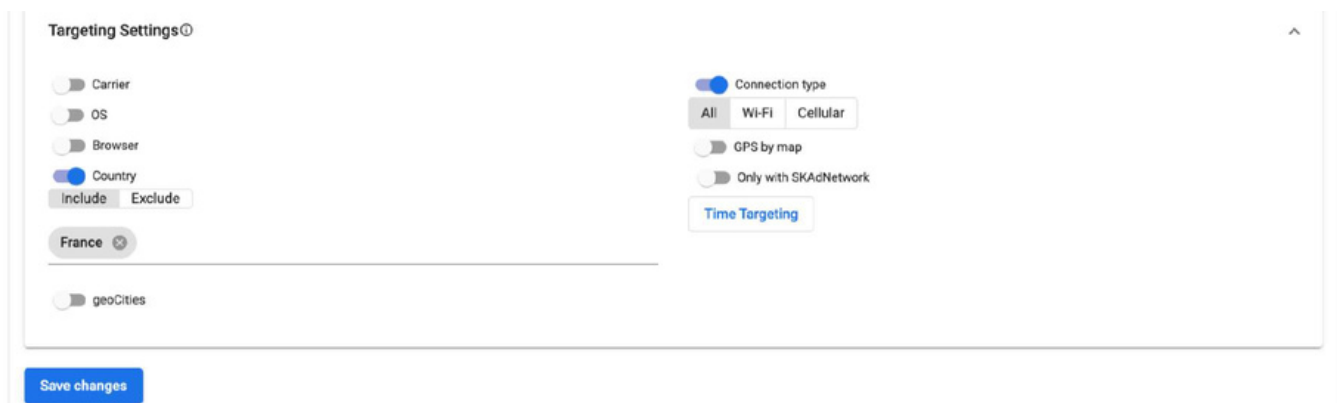 Targeting Settings
Carrier
OS
Browser
Country
Include Exclude
France
geoCities
Connection type
All Wi-Fi Cellular
GPS by map
Only with SKAdNetwork
Time Targeting
Save changes